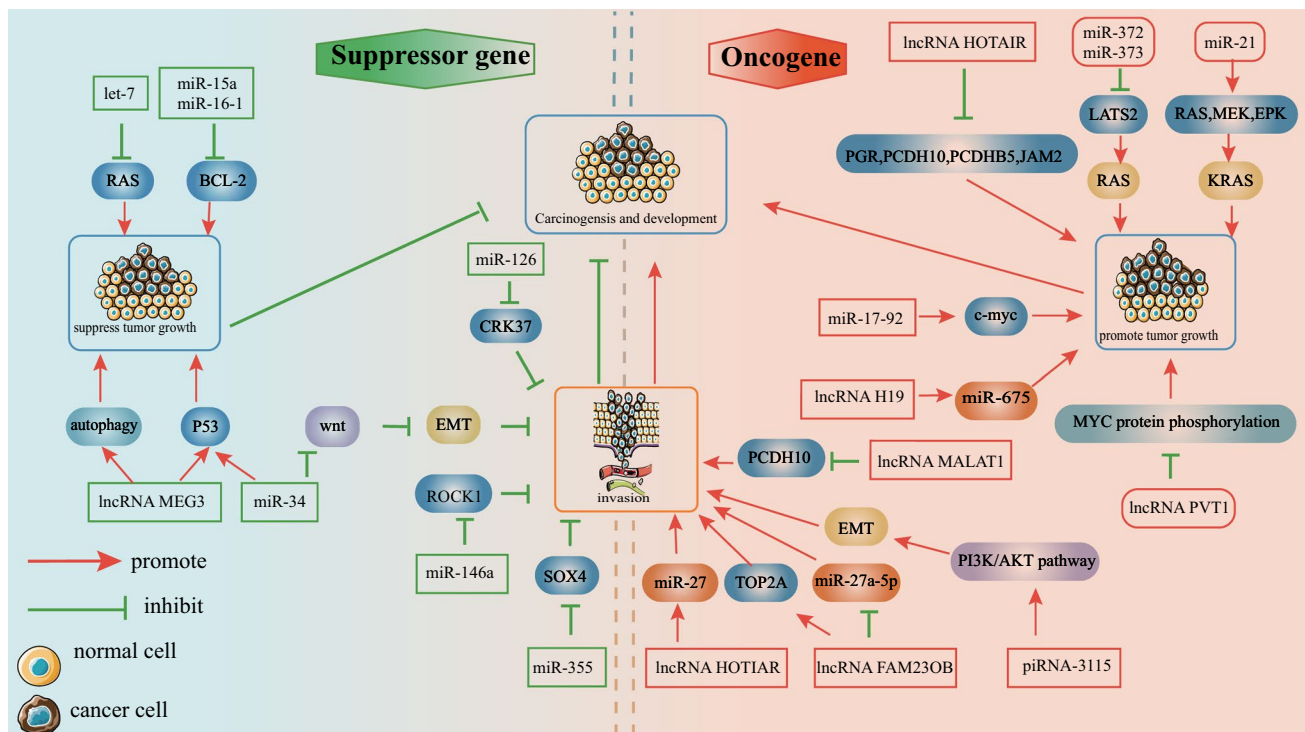 Suppressor gene
Oncogene
let-7
miR-15a
miR-16-1
RAS
BCL-2
suppress tumor growth
autophagy
P53
wnt
lncRNA MEG3
miR-34
promote
inhibit
normal cell
cancer cell
Carcinogensis and development
miR-126
CRK37
EMT
ROCK1
miR-146a
SOX4
miR-355
invasion
lncRNA HOTAIR
PGR,PCDH10,PCDHB5,JAM2
miR-372
miR-373
LATS2
RAS
miR-21
RAS,MEK,EPK
KRAS
promote tumor growth
miR-17-92
c-myc
lncRNA H19
miR-675
MYC protein phosphorylation
lncRNA PVT1
PCDH10
lncRNA MALAT1
EMT
PI3K/AKT pathway
piRNA-3115
miR-27
TOP2A
miR-27a-5p
lncRNA HOTIAR
lncRNA FAM23OB